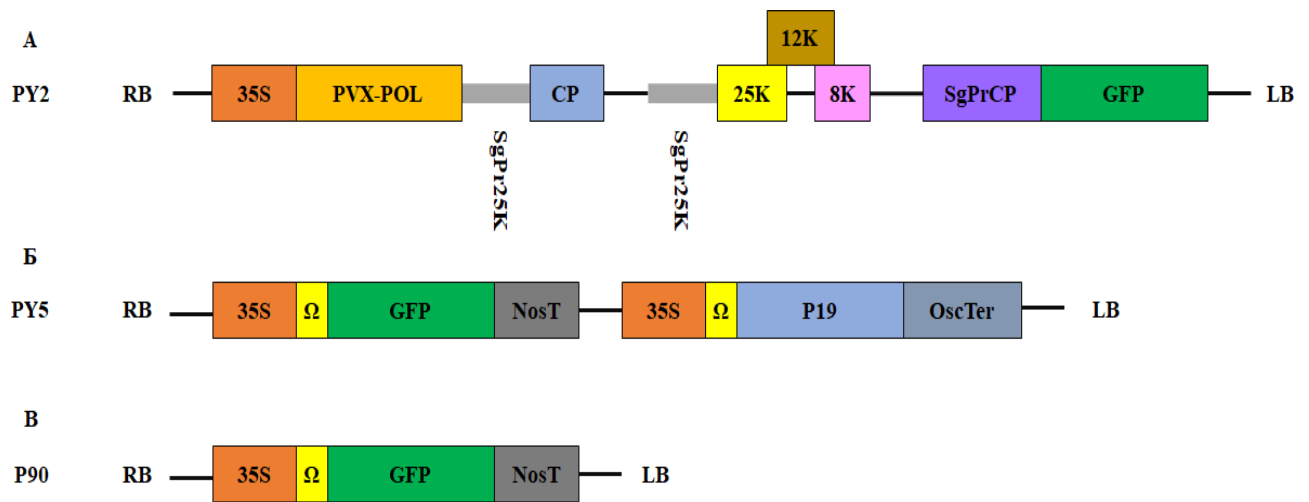 А
12K
PY2 RB 35S PVX-POL CP 25K 8K SgPrCP GFP LB
SgPr25K SgPr25K
Б
PY5 RB 35S Ω GFP NosT 35S Ω P19 OscTer LB
В
P90 RB 35S Ω GFP NosT LB